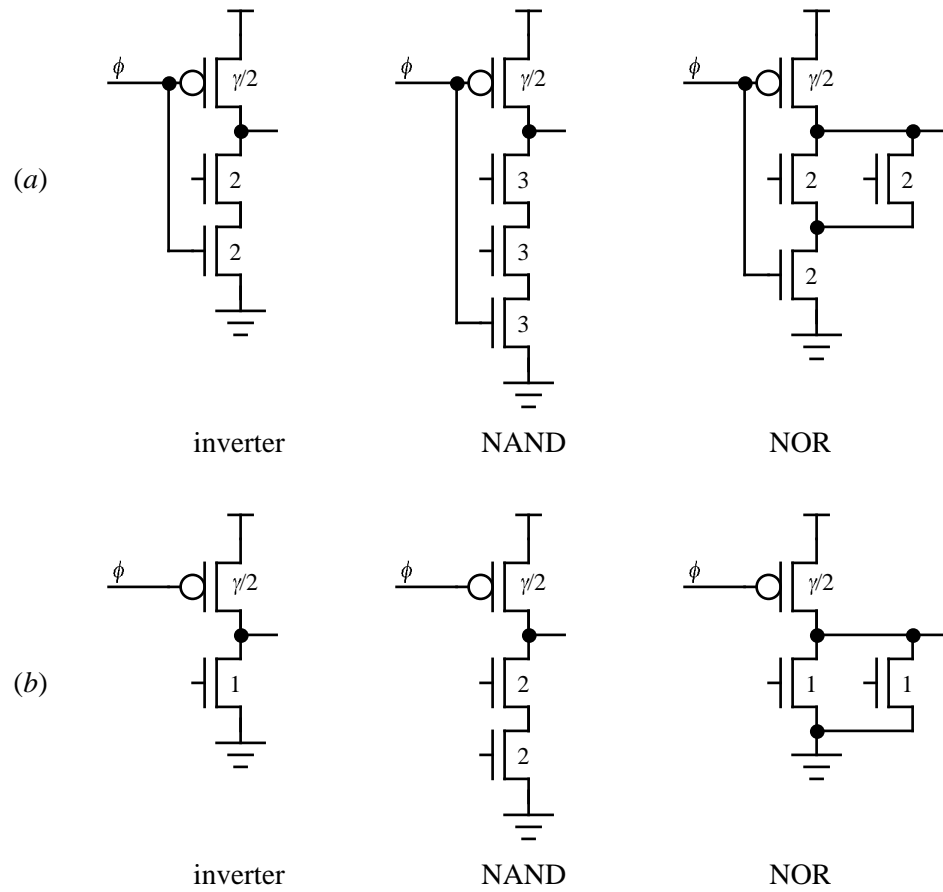 ϕ γ/2 ϕ γ/2 ϕ γ/2
(a) 2 3 2 2
2 3 2
3
inverter NAND NOR
ϕ γ/2 ϕ γ/2 ϕ γ/2
(b) 1 2 1 1
2
inverter NAND NOR